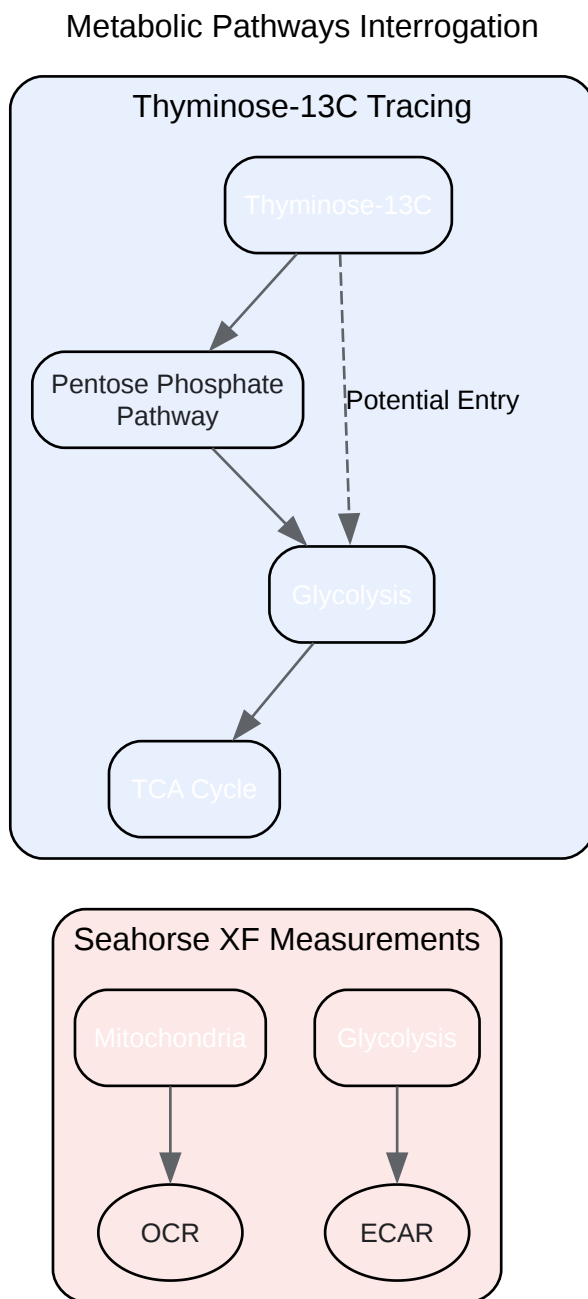 Metabolic Pathways Interrogation
Thyminose-13C Tracing
Thyminose-13C
Pentose Phosphate
Pathway
Potential Entry
Glycolysis
TCA Cycle
Seahorse XF Measurements
Mitochondria
Glycolysis
OCR
ECAR